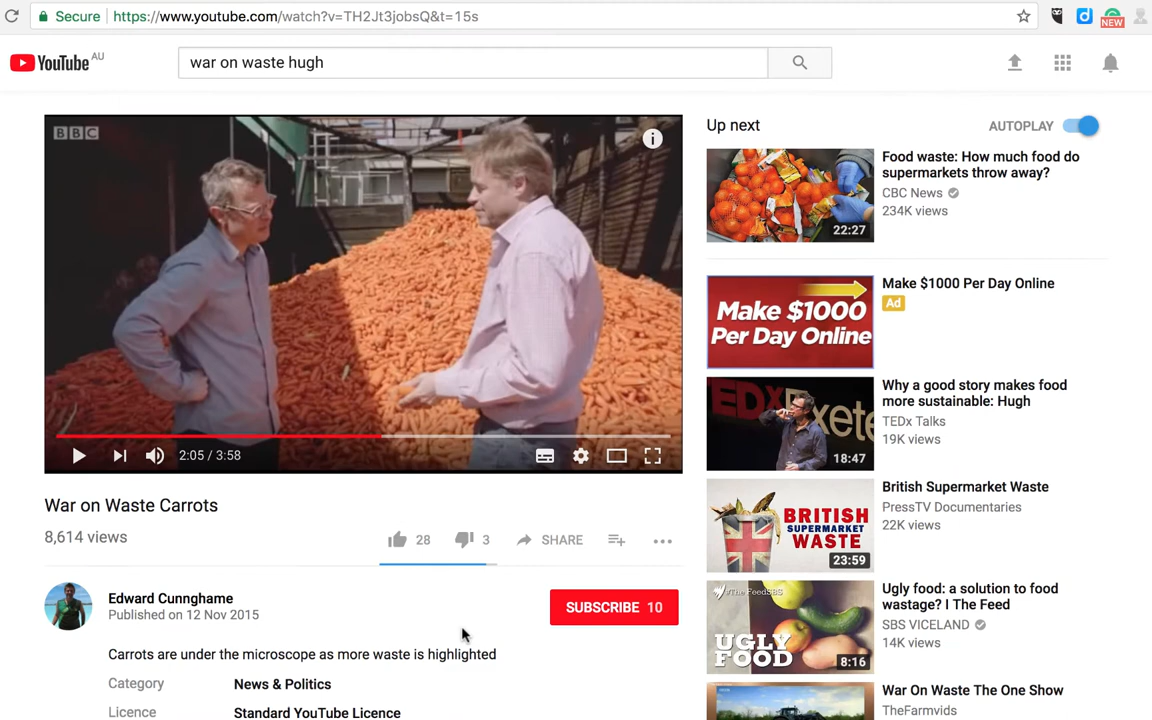 Secure https://www.youtube.com/watch?v=TH2Jt3jobsQ&t=15s
NEW
YouTube AU
war on waste hugh
BBC
i
2:05 / 3:58
War on Waste Carrots
8,614 views
28
3
SHARE
Edward Cunnghame
Published on 12 Nov 2015
SUBSCRIBE 10
Carrots are under the microscope as more waste is highlighted
Category News & Politics
Licence Standard YouTube Licence
Up next
AUTOPLAY
22:27
Food waste: How much food do
supermarkets throw away?
CBC News
234K views
Make $1000
Per Day Online
Make $1000 Per Day Online
Ad
TEDx Exete
18:47
Why a good story makes food
more sustainable: Hugh
TEDx Talks
19K views
BRITISH
SUPERMARKET
WASTE
23:59
British Supermarket Waste
PressTV Documentaries
22K views
#TheFeedSBS
UGLY
FOOD
8:16
Ugly food: a solution to food
wastage? I The Feed
SBS VICELAND
14K views
War On Waste The One Show
TheFarmvids